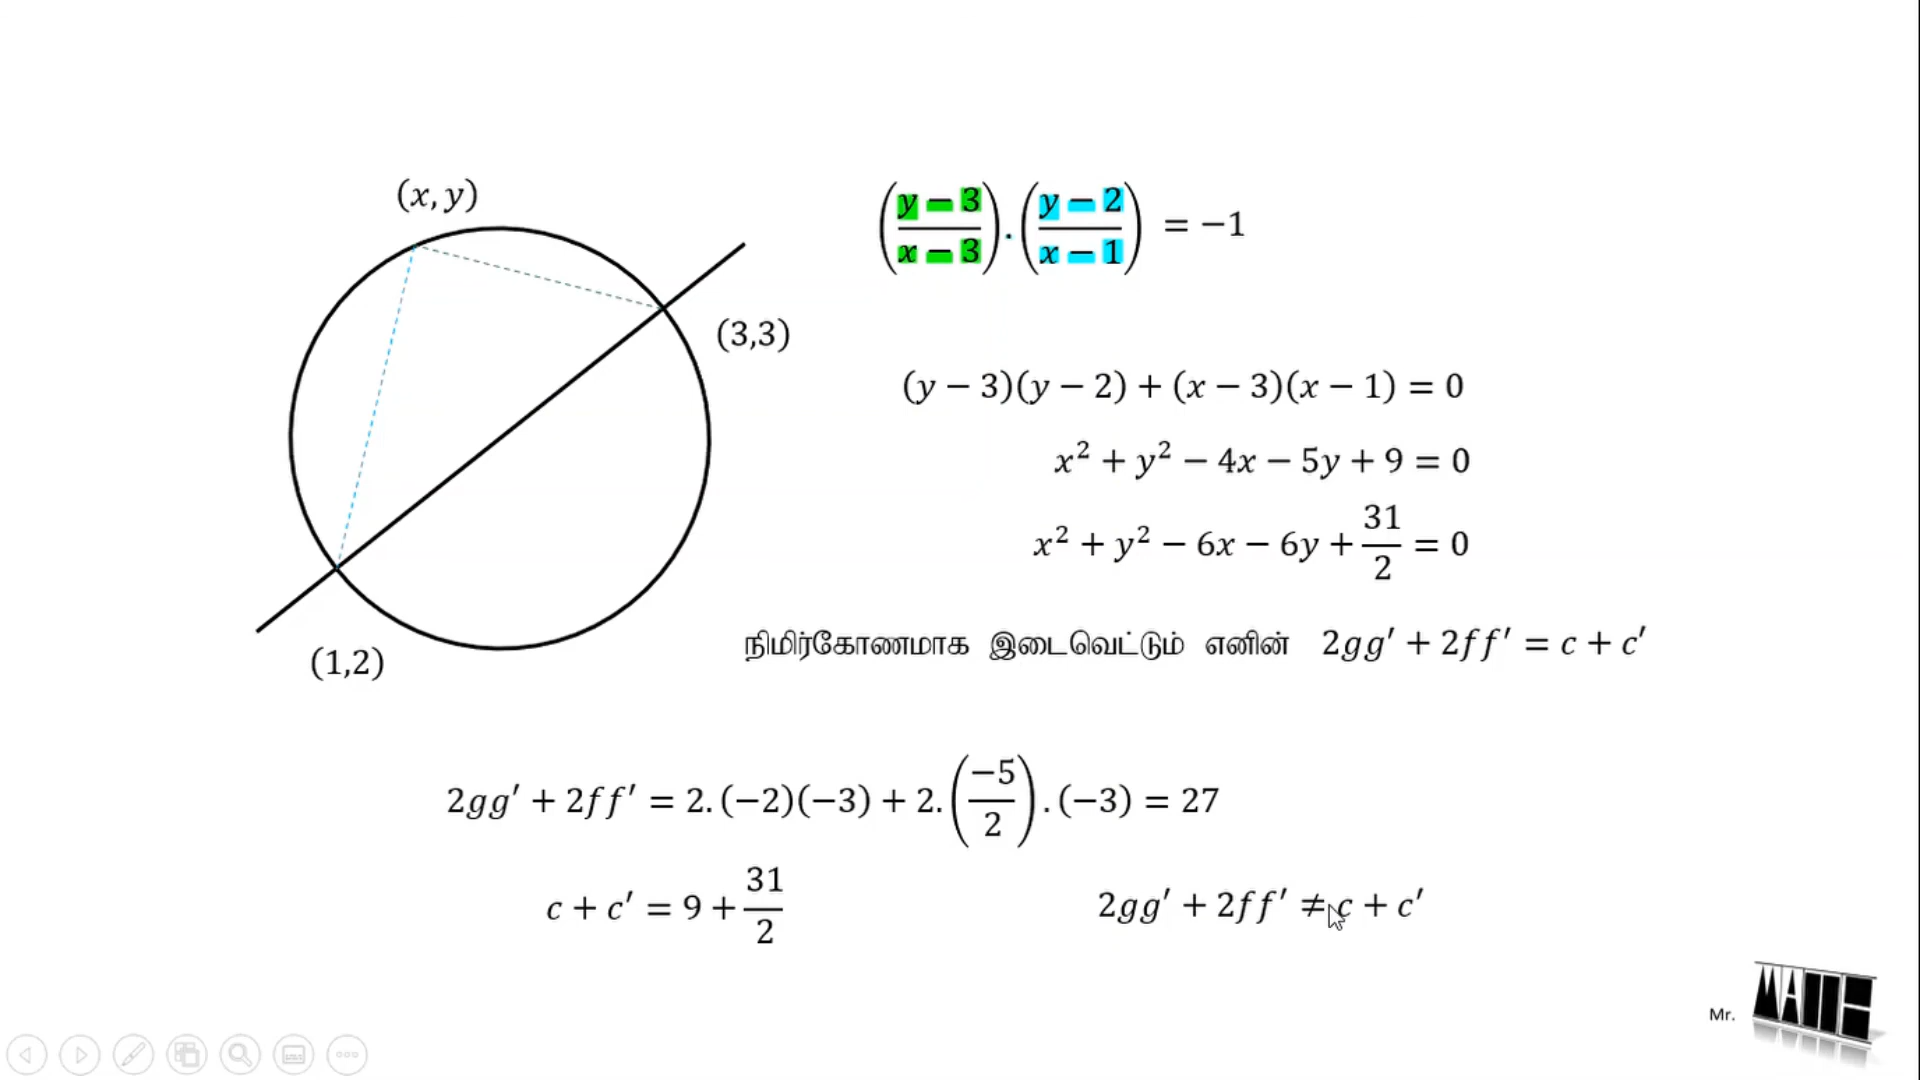 (x, y)
(3,3)
(1,2)
((y − 3)/(x − 3)) . ((y − 2)/(x − 1)) = −1
(y − 3)(y − 2) + (x − 3)(x − 1) = 0
x² + y² − 4x − 5y + 9 = 0
x² + y² − 6x − 6y + 31/2 = 0
நிமிர்கோணமாக இடைவெட்டும் எனின் 2gg′ + 2ff′ = c + c′
2gg′ + 2ff′ = 2. (−2)(−3) + 2. (−5/2) . (−3) = 27
c + c′ = 9 + 31/2
2gg′ + 2ff′ ≠ c + c′
Mr. MATH